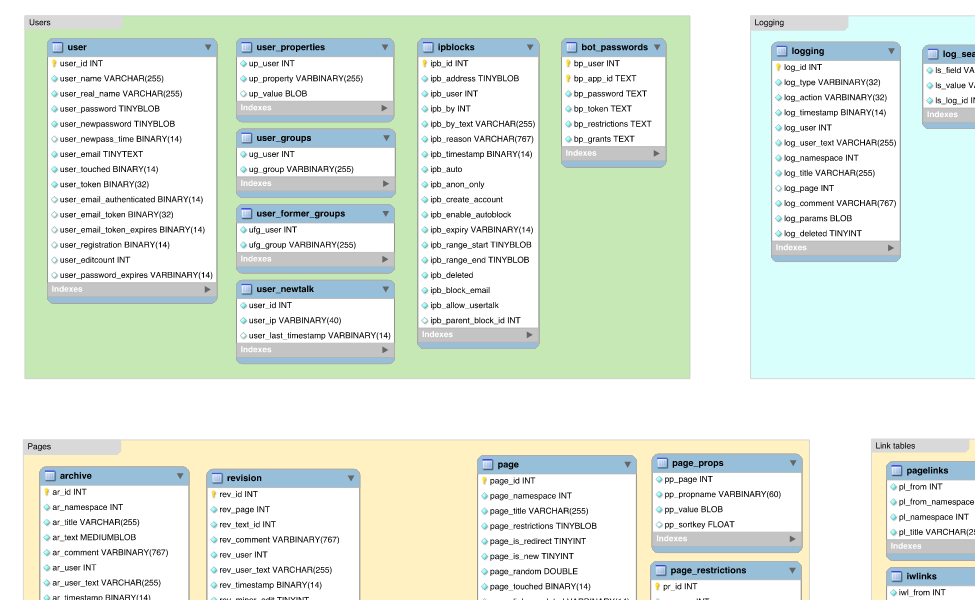 Users
user
user_id INT
user_name VARCHAR(255)
user_real_name VARCHAR(255)
user_password TINYBLOB
user_newpassword TINYBLOB
user_newpass_time BINARY(14)
user_email TINYTEXT
user_touched BINARY(14)
user_token BINARY(32)
user_email_authenticated BINARY(14)
user_email_token BINARY(32)
user_email_token_expires BINARY(14)
user_registration BINARY(14)
user_editcount INT
user_password_expires VARBINARY(14)
Indexes
user_properties
up_user INT
up_property VARBINARY(255)
up_value BLOB
Indexes
user_groups
ug_user INT
ug_group VARBINARY(255)
Indexes
user_former_groups
ufg_user INT
ufg_group VARBINARY(255)
Indexes
user_newtalk
user_id INT
user_ip VARBINARY(40)
user_last_timestamp VARBINARY(14)
Indexes
ipblocks
ipb_id INT
ipb_address TINYBLOB
ipb_user INT
ipb_by INT
ipb_by_text VARCHAR(255)
ipb_reason VARCHAR(767)
ipb_timestamp BINARY(14)
ipb_auto
ipb_anon_only
ipb_create_account
ipb_enable_autoblock
ipb_expiry VARBINARY(14)
ipb_range_start TINYBLOB
ipb_range_end TINYBLOB
ipb_deleted
ipb_block_email
ipb_allow_usertalk
ipb_parent_block_id INT
Indexes
bot_passwords
bp_user INT
bp_app_id TEXT
bp_password TEXT
bp_token TEXT
bp_restrictions TEXT
bp_grants TEXT
Indexes
Logging
logging
log_id INT
log_type VARBINARY(32)
log_action VARBINARY(32)
log_timestamp BINARY(14)
log_user INT
log_user_text VARCHAR(255)
log_namespace INT
log_title VARCHAR(255)
log_page INT
log_comment VARCHAR(767)
log_params BLOB
log_deleted TINYINT
Indexes
log_sea
ls_field VA
ls_value V
ls_log_id I
Indexes
Pages
archive
ar_id INT
ar_namespace INT
ar_title VARCHAR(255)
ar_text MEDIUMBLOB
ar_comment VARBINARY(767)
ar_user INT
ar_user_text VARCHAR(255)
ar_timestamp BINARY(14)
revision
rev_id INT
rev_page INT
rev_text_id INT
rev_comment VARBINARY(767)
rev_user INT
rev_user_text VARCHAR(255)
rev_timestamp BINARY(14)
rev_minor_edit TINYINT
page
page_id INT
page_namespace INT
page_title VARCHAR(255)
page_restrictions TINYBLOB
page_is_redirect TINYINT
page_is_new TINYINT
page_random DOUBLE
page_touched BINARY(14)
page_props
pp_page INT
pp_propname VARBINARY(60)
pp_value BLOB
pp_sortkey FLOAT
Indexes
page_restrictions
pr_id INT
Link tables
pagelinks
pl_from INT
pl_from_namespace
pl_namespace INT
pl_title VARCHAR(25
Indexes
iwlinks
iwl_from INT